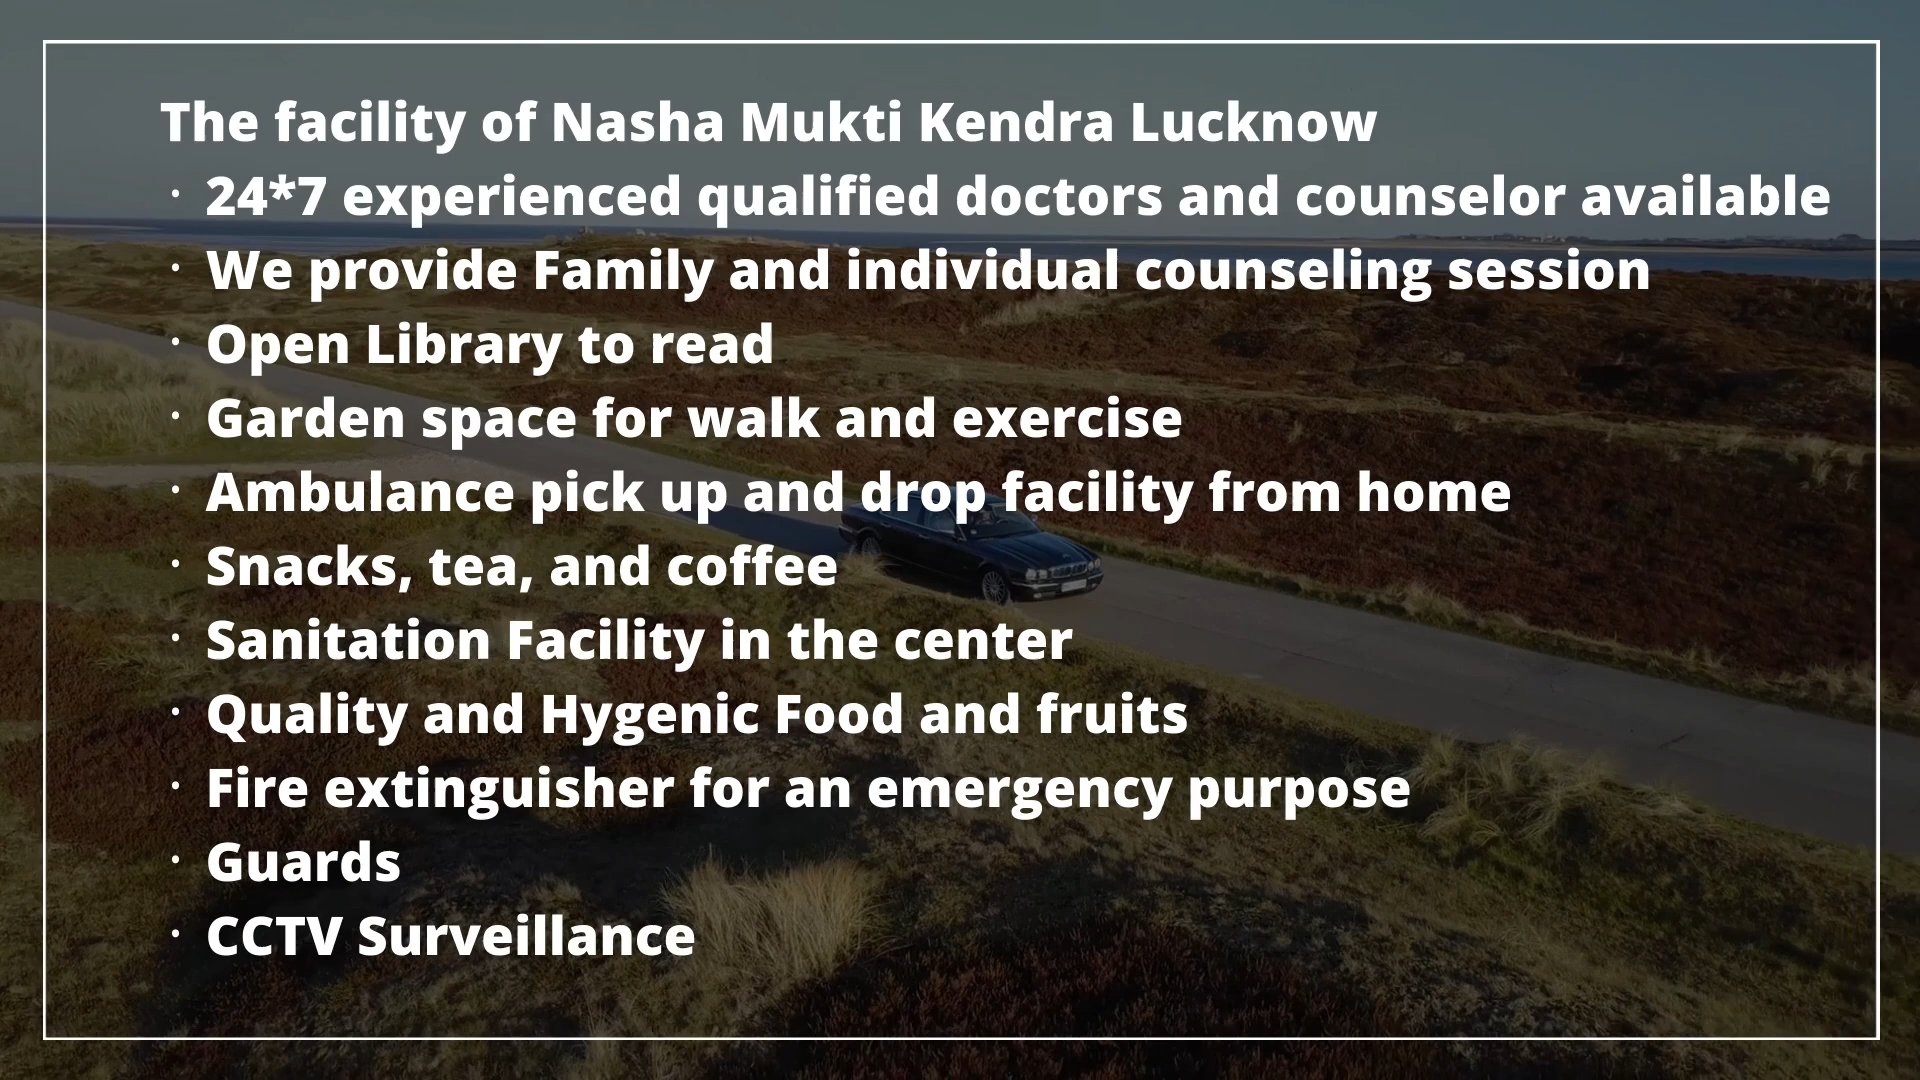 The facility of Nasha Mukti Kendra Lucknow
· 24*7 experienced qualified doctors and counselor available
· We provide Family and individual counseling session
· Open Library to read
· Garden space for walk and exercise
· Ambulance pick up and drop facility from home
· Snacks, tea, and coffee
· Sanitation Facility in the center
· Quality and Hygenic Food and fruits
· Fire extinguisher for an emergency purpose
· Guards
· CCTV Surveillance